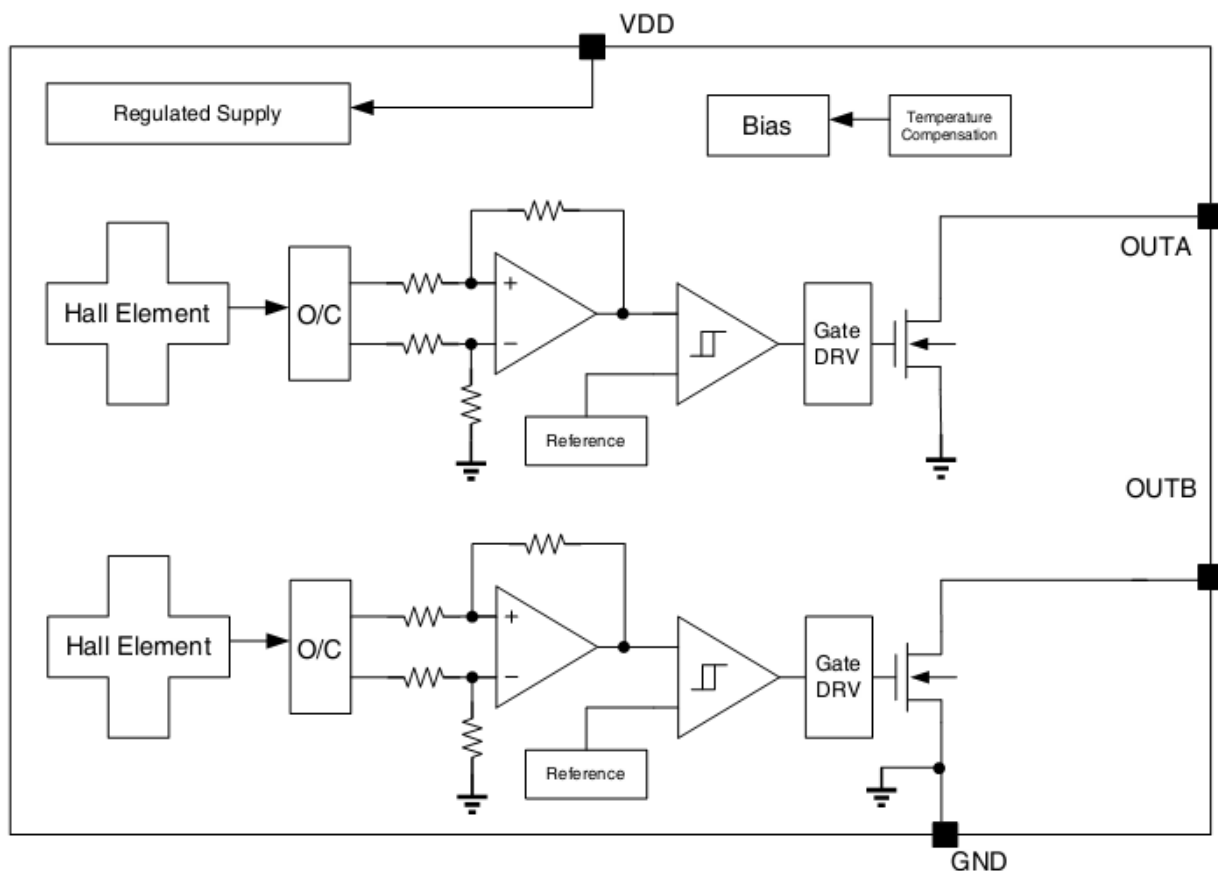 VDD
Regulated Supply
Bias
Temperature
Compensation
OUTA
Hall Element
O/C
+
−
Gate
DRV
Reference
OUTB
Hall Element
O/C
+
−
Gate
DRV
Reference
GND